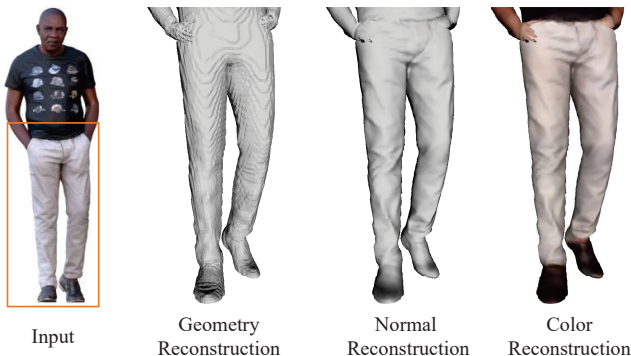 Input
Geometry
Reconstruction
Normal
Reconstruction
Color
Reconstruction